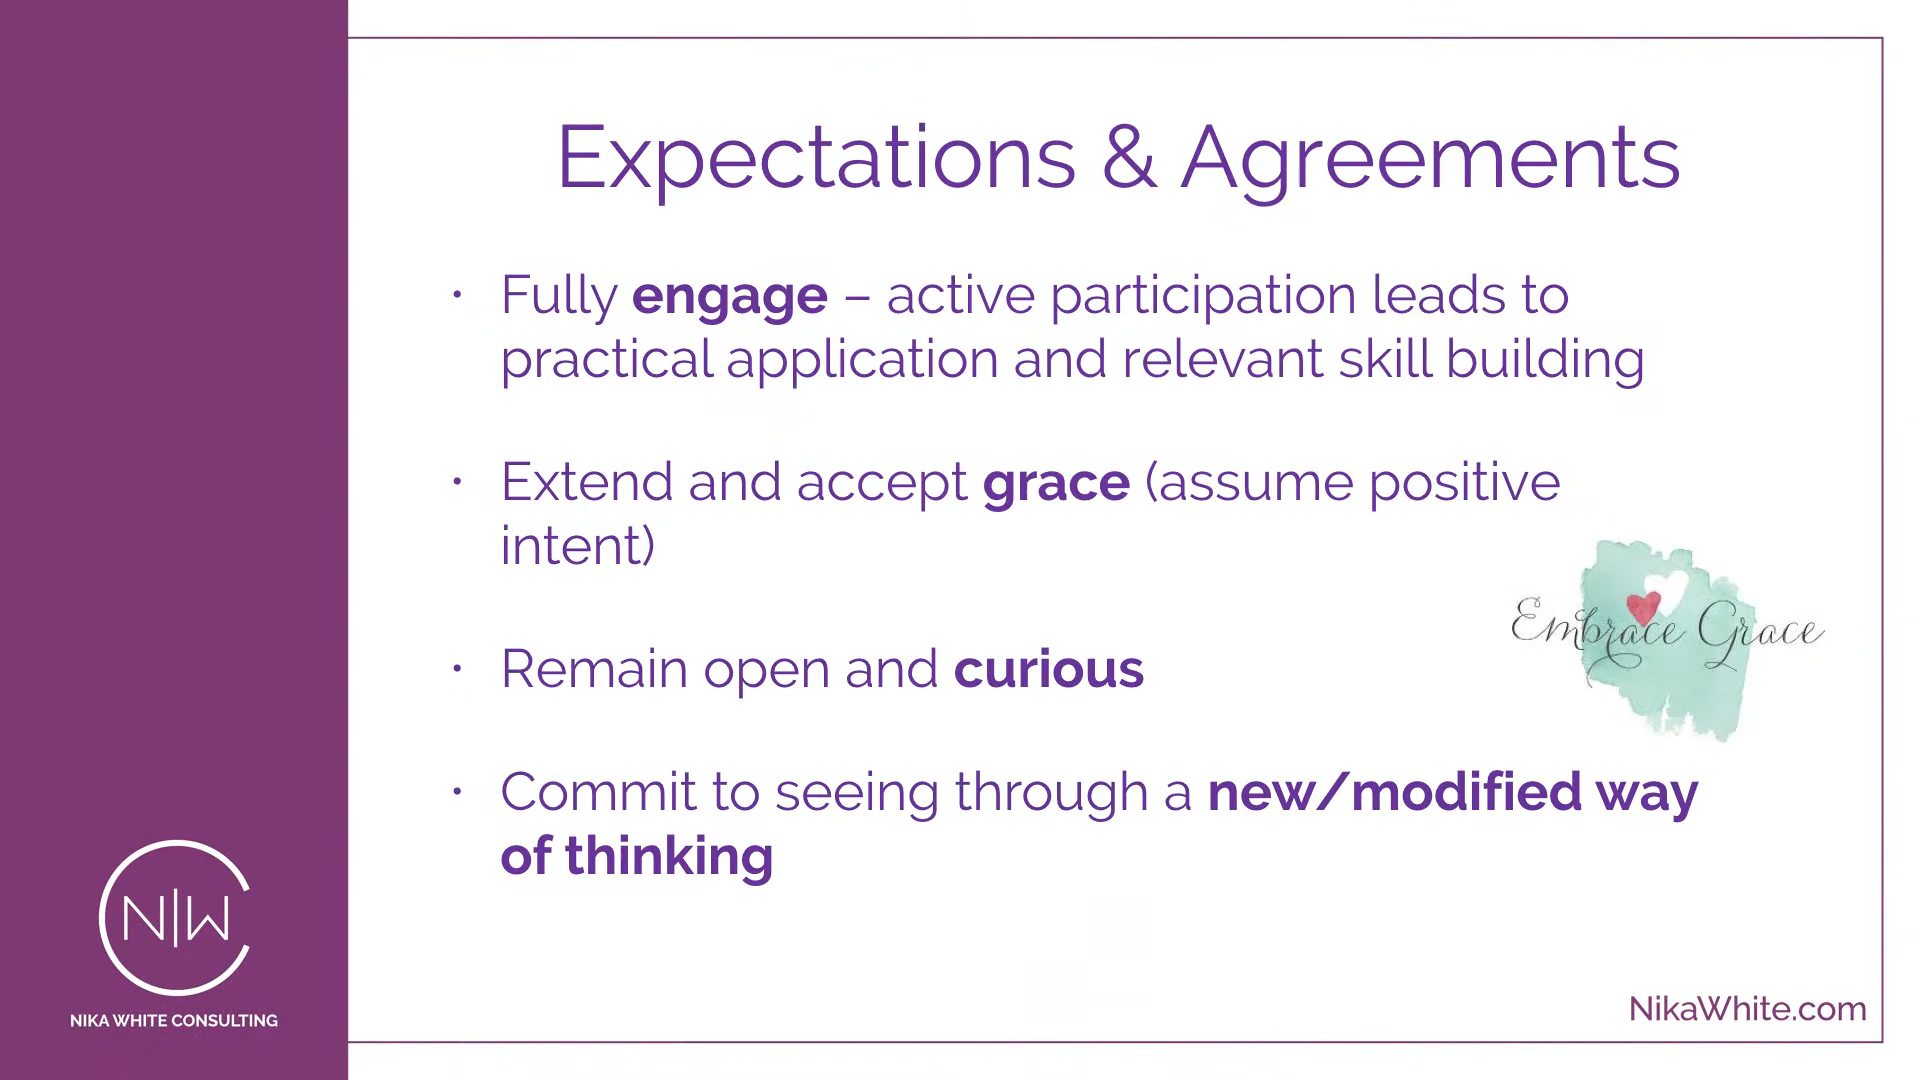 Expectations & Agreements
• Fully engage – active participation leads to
practical application and relevant skill building
• Extend and accept grace (assume positive
intent)
Embrace Grace
• Remain open and curious
• Commit to seeing through a new/modified way
of thinking
N|W
NIKA WHITE CONSULTING
NikaWhite.com